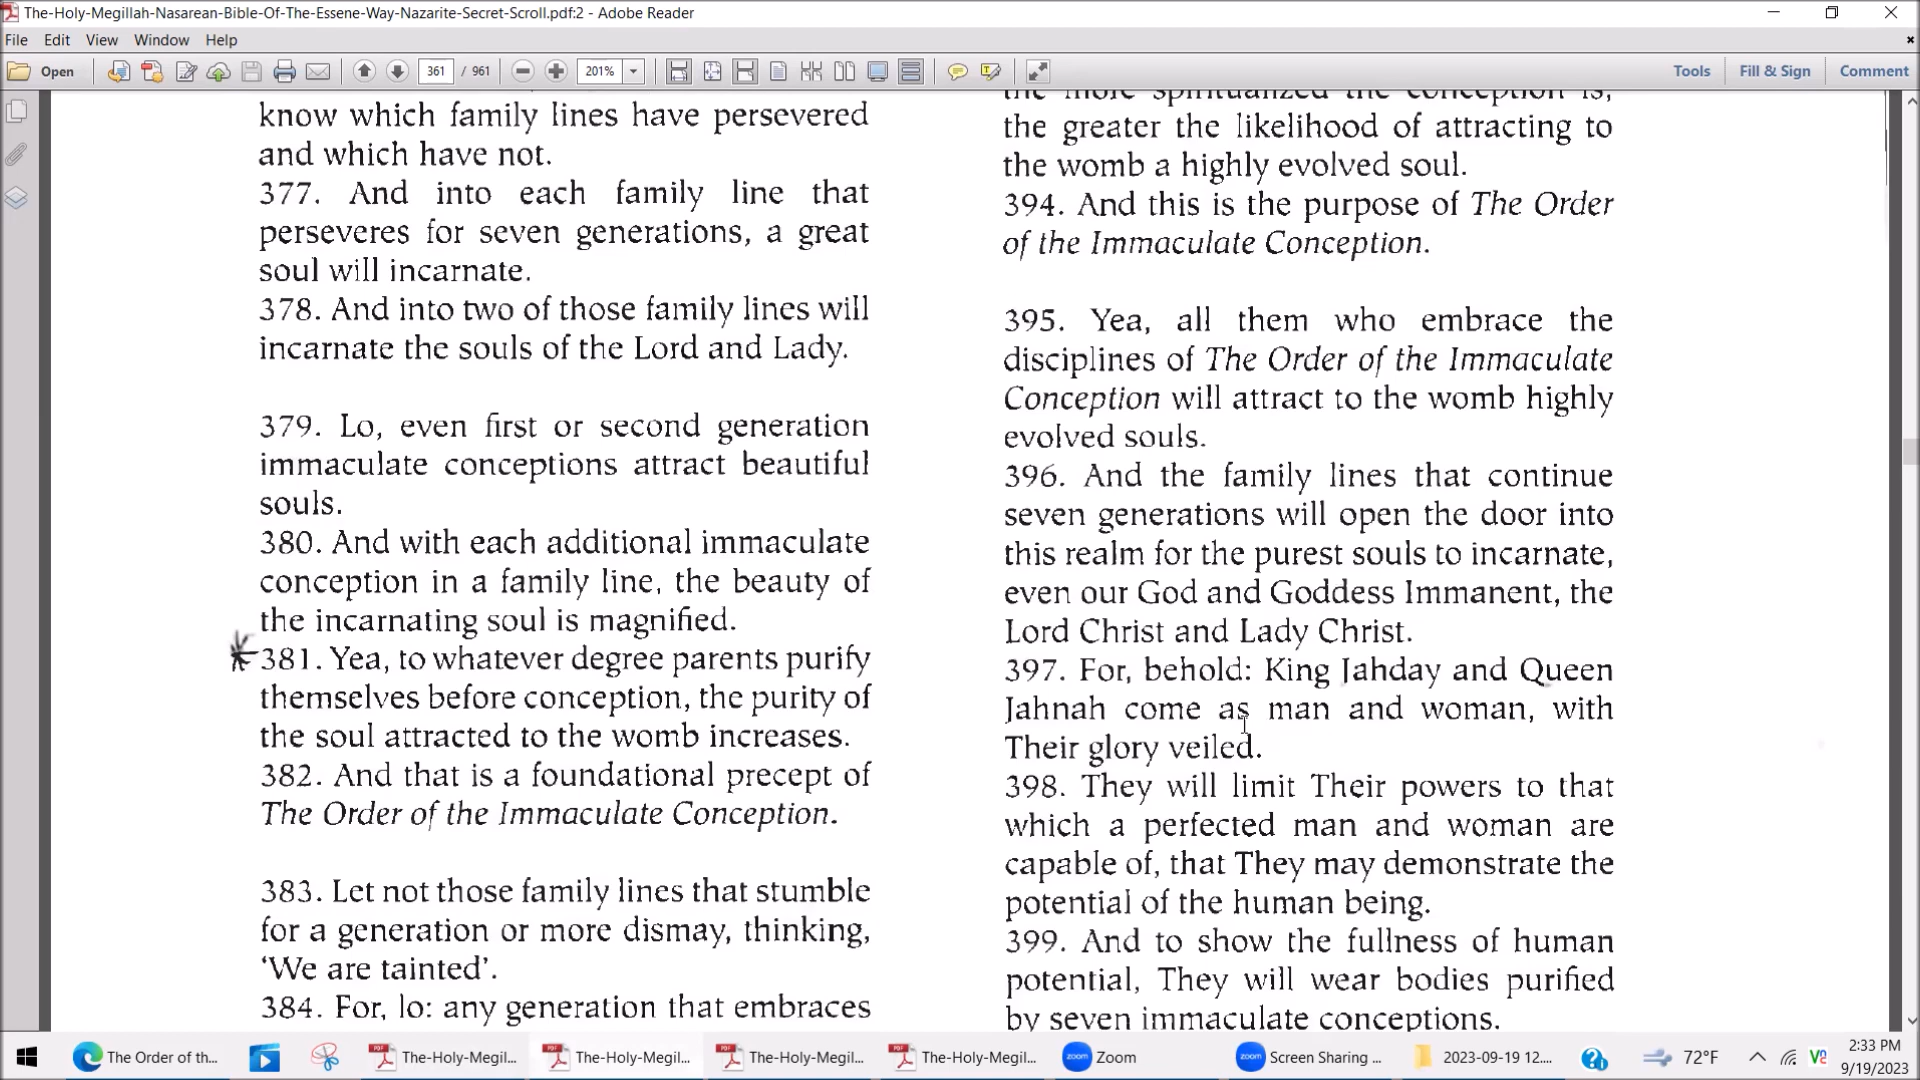 The-Holy-Megillah-Nasarean-Bible-Of-The-Essene-Way-Nazarite-Secret-Scroll.pdf:2 - Adobe Reader
File Edit View Window Help
Open 361 / 961 201% Tools Fill & Sign Comment
know which family lines have persevered
and which have not.
377. And into each family line that
perseveres for seven generations, a great
soul will incarnate.
378. And into two of those family lines will
incarnate the souls of the Lord and Lady.
379. Lo, even first or second generation
immaculate conceptions attract beautiful
souls.
380. And with each additional immaculate
conception in a family line, the beauty of
the incarnating soul is magnified.
381. Yea, to whatever degree parents purify
themselves before conception, the purity of
the soul attracted to the womb increases.
382. And that is a foundational precept of
The Order of the Immaculate Conception.
383. Let not those family lines that stumble
for a generation or more dismay, thinking,
‘We are tainted’.
384. For, lo: any generation that embraces
the more spiritualized the conception is,
the greater the likelihood of attracting to
the womb a highly evolved soul.
394. And this is the purpose of The Order
of the Immaculate Conception.
395. Yea, all them who embrace the
disciplines of The Order of the Immaculate
Conception will attract to the womb highly
evolved souls.
396. And the family lines that continue
seven generations will open the door into
this realm for the purest souls to incarnate,
even our God and Goddess Immanent, the
Lord Christ and Lady Christ.
397. For, behold: King Jahday and Queen
Jahnah come as man and woman, with
Their glory veiled.
398. They will limit Their powers to that
which a perfected man and woman are
capable of, that They may demonstrate the
potential of the human being.
399. And to show the fullness of human
potential, They will wear bodies purified
by seven immaculate conceptions.
The Order of th... The-Holy-Megil... The-Holy-Megil... The-Holy-Megil... The-Holy-Megil... zoom Zoom zoom Screen Sharing ... 2023-09-19 12.... 72°F 2:33 PM
9/19/2023